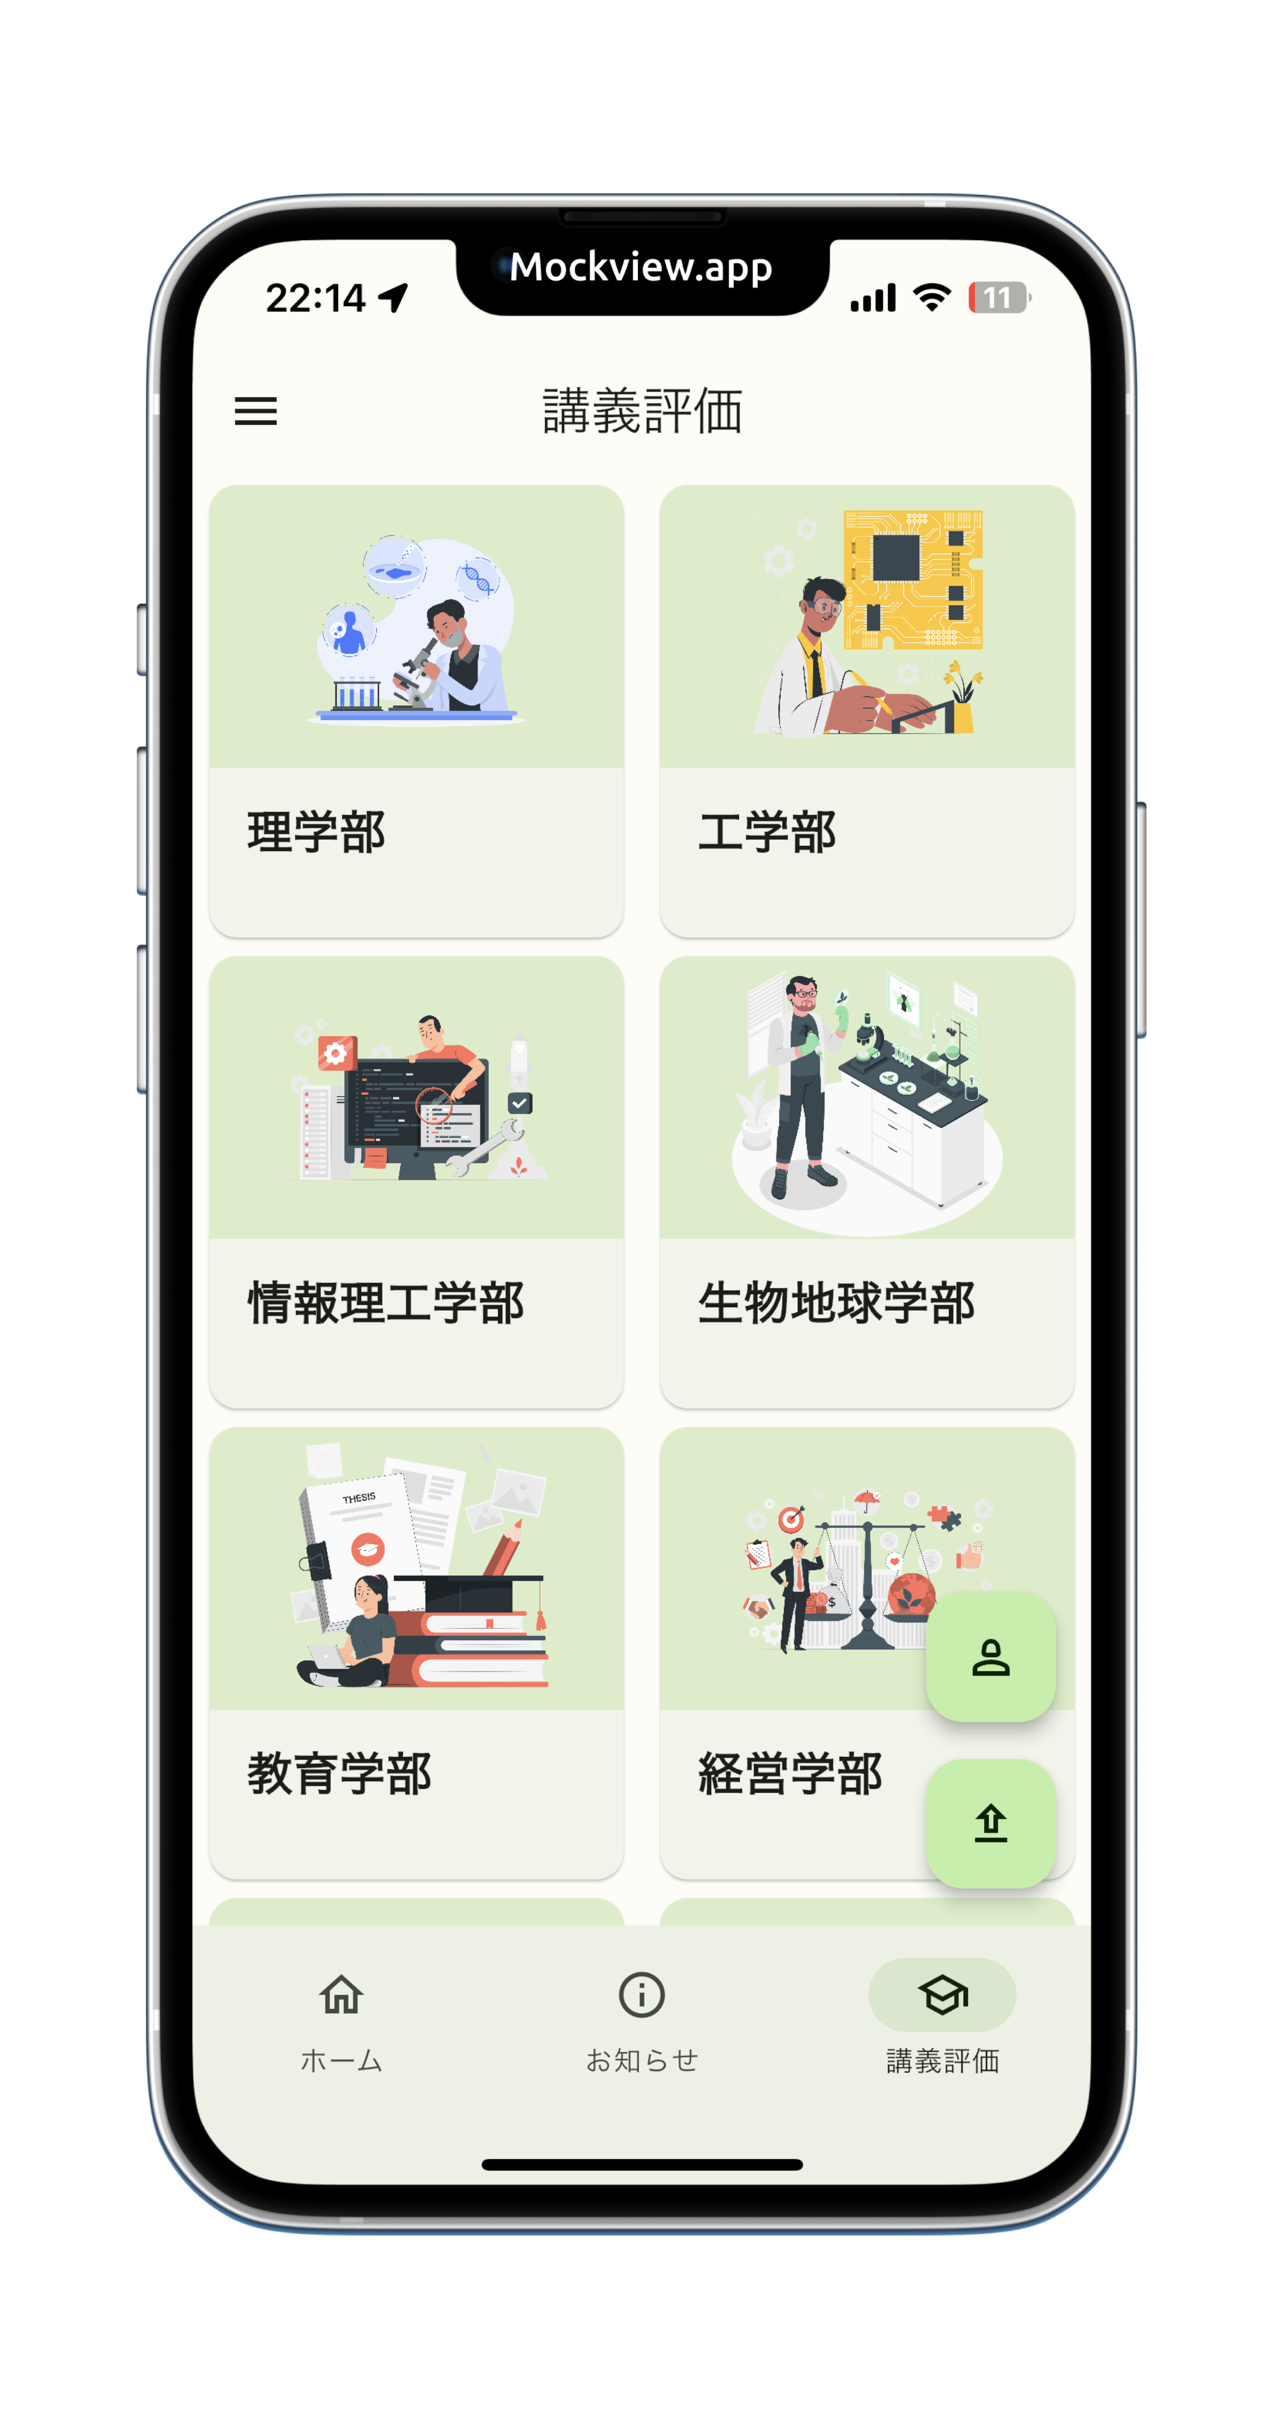 Mockview.app
22:14
11
講義評価
理学部
工学部
情報理工学部
生物地球学部
THESIS
A
$
教育学部
経営学部
ホーム
お知らせ
講義評価